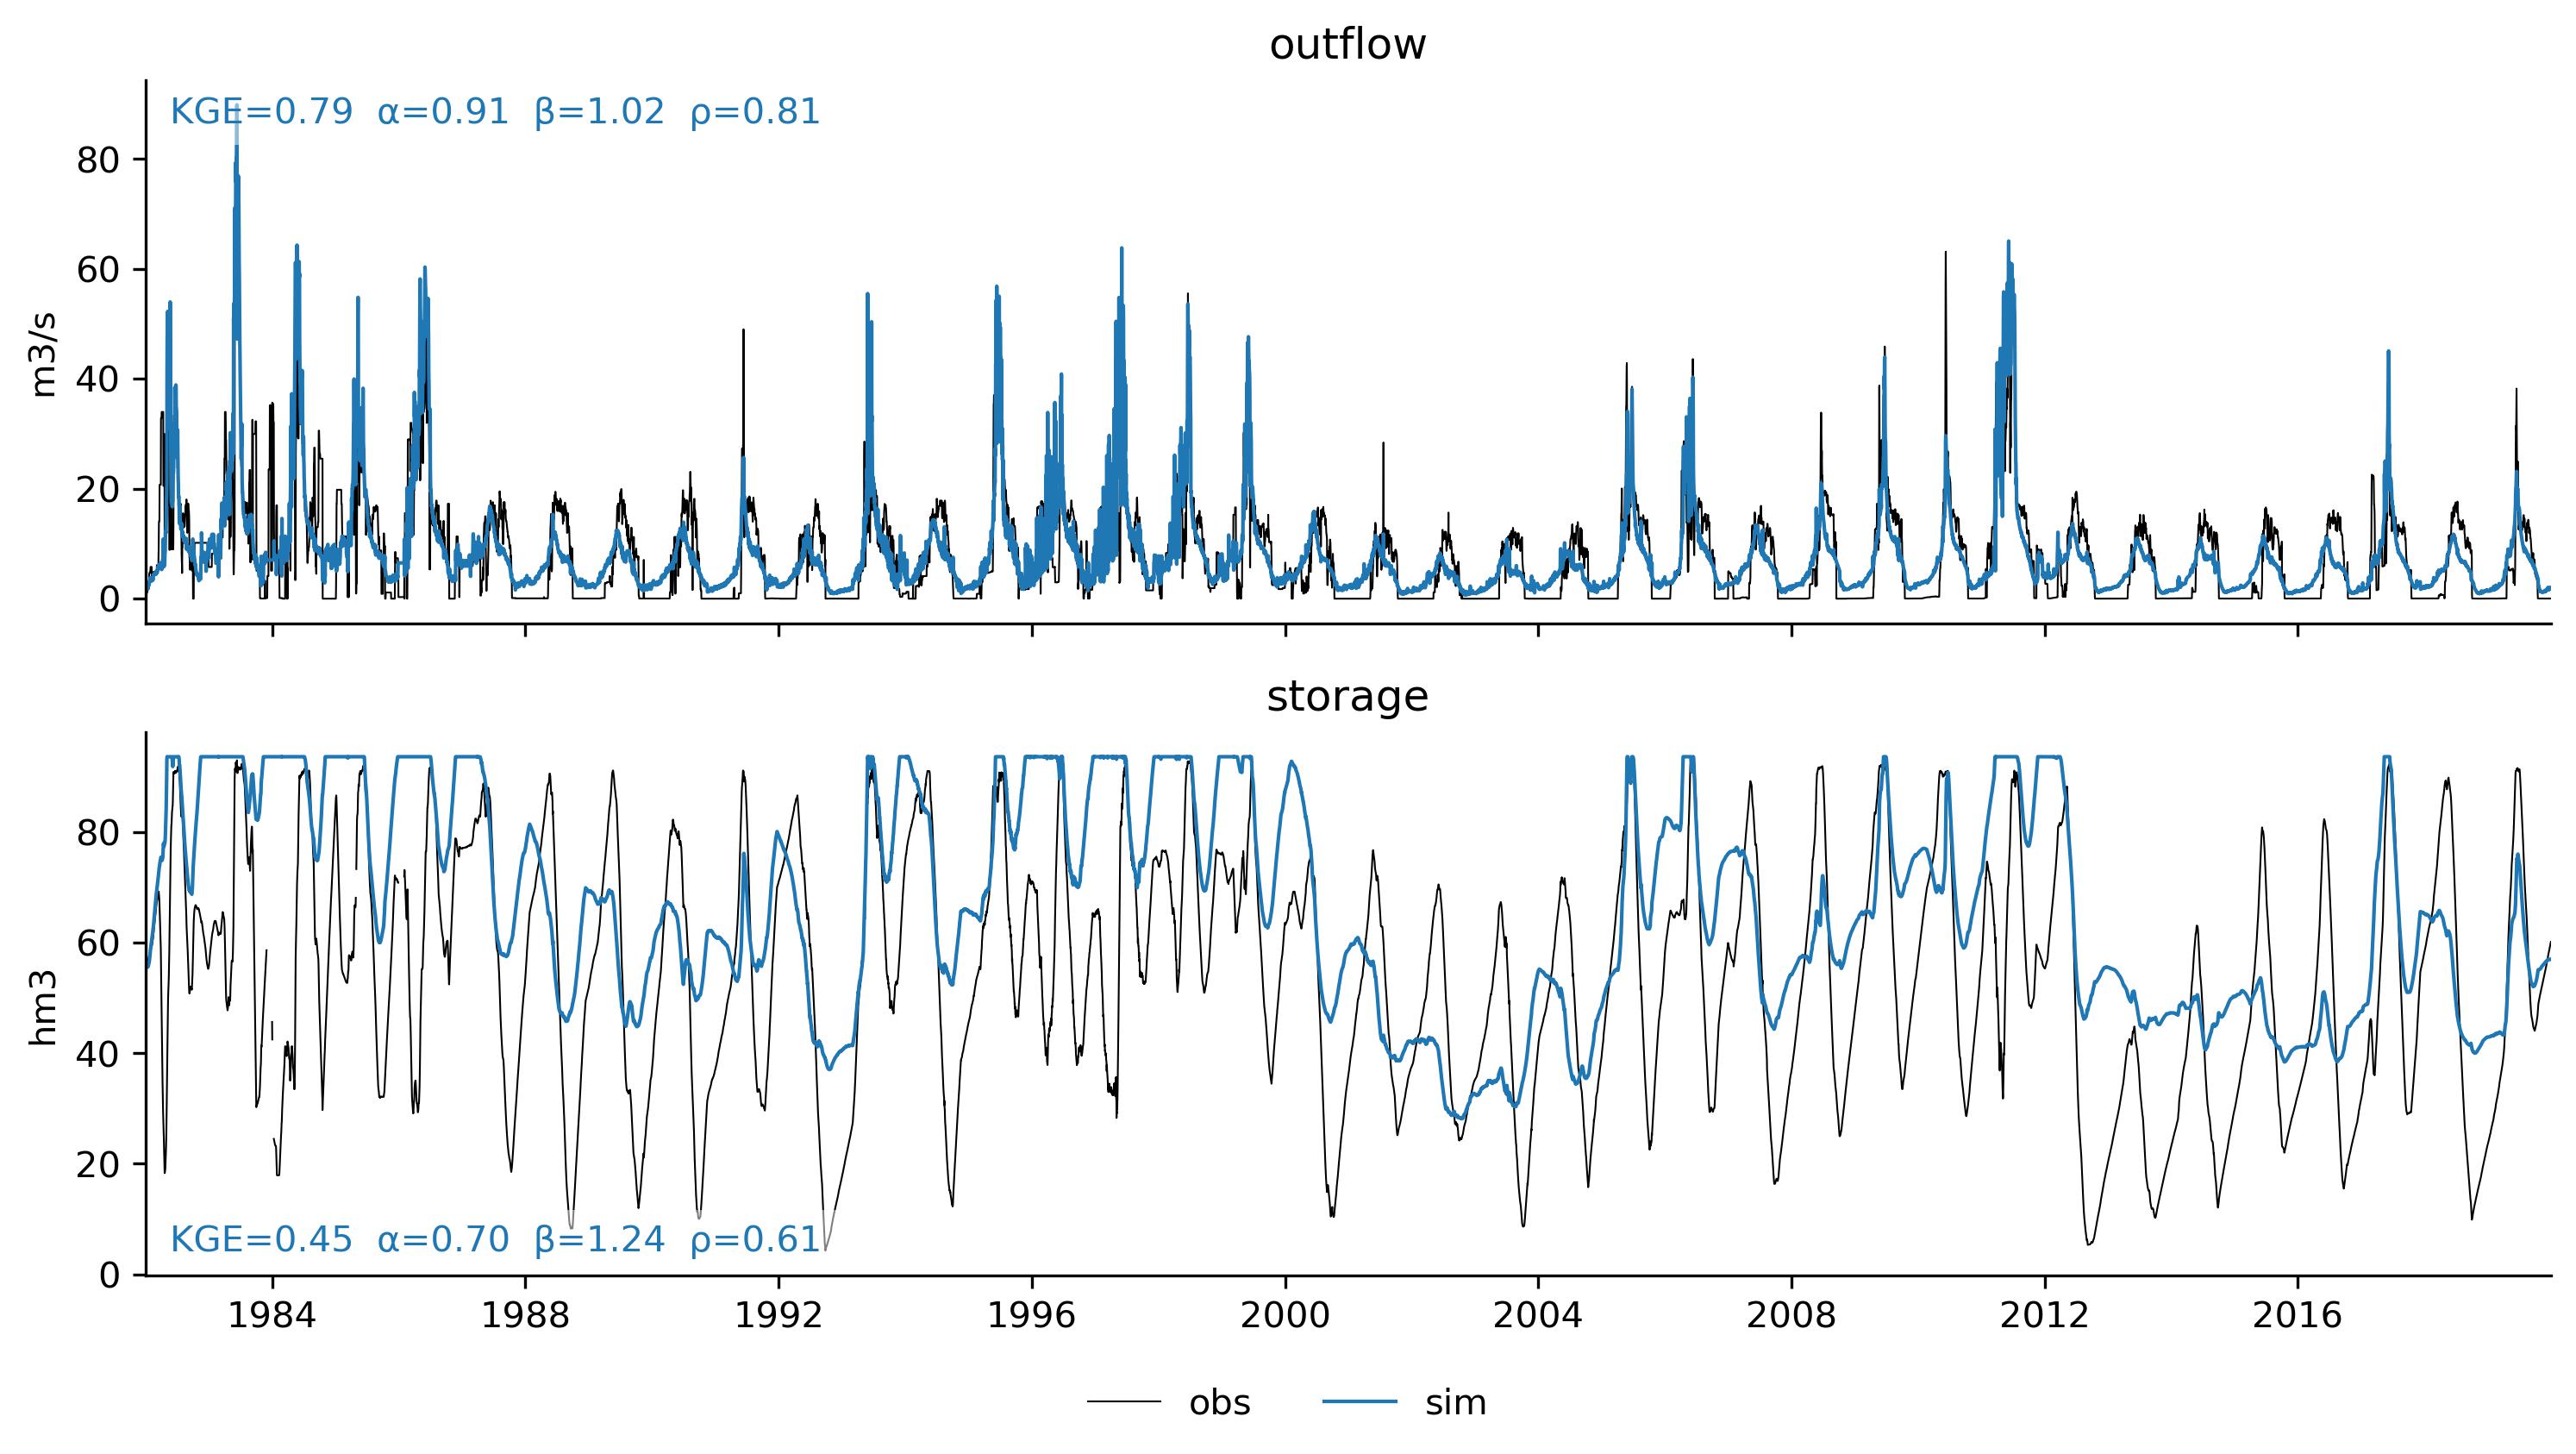 outflow
KGE=0.79 α=0.91 β=1.02 ρ=0.81
80
60
40
20
0
m3/s
storage
80
60
40
20
0
hm3
KGE=0.45 α=0.70 β=1.24 ρ=0.61
1984 1988 1992 1996 2000 2004 2008 2012 2016
obs sim